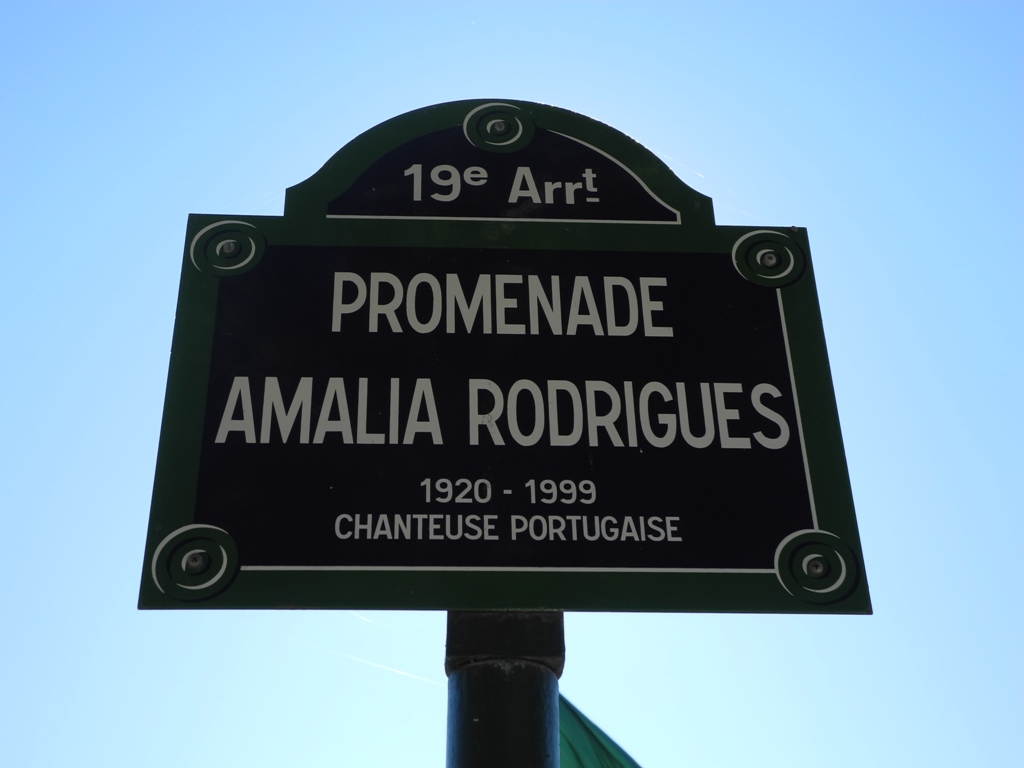 19e Arrt
PROMENADE
AMALIA RODRIGUES
1920 - 1999
CHANTEUSE PORTUGAISE